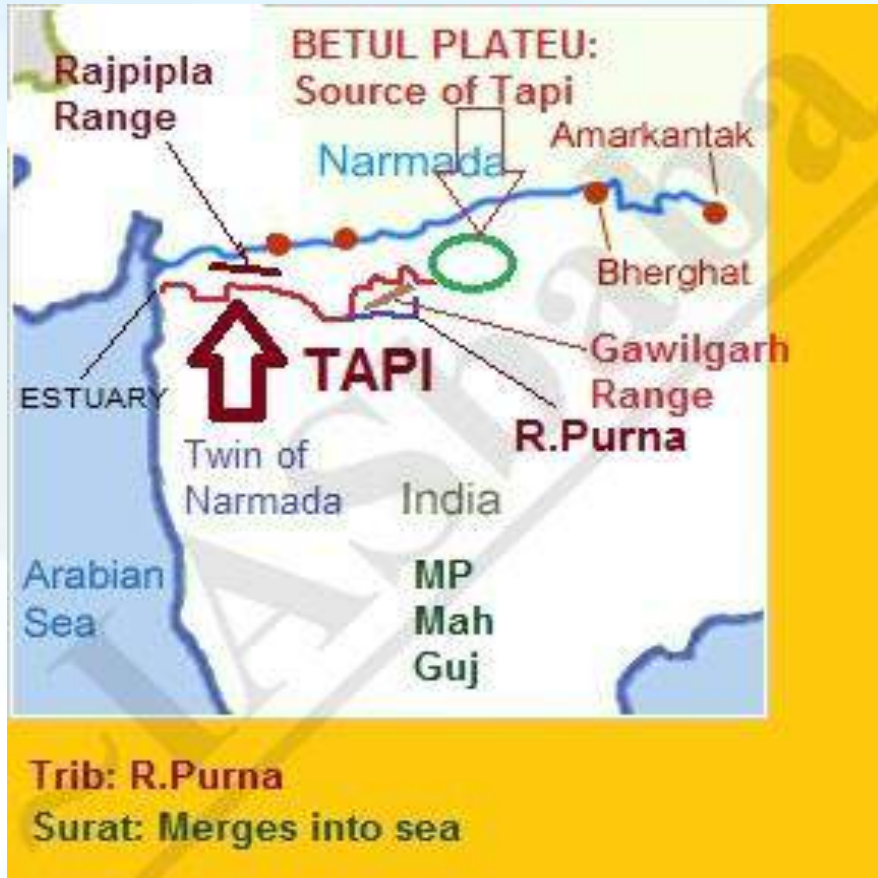 BETUL PLATEU:
Source of Tapi
Rajpipla
Range
Amarkantak
Narmada
Bherghat
Gawilgarh
Range
TAPI
ESTUARY
R.Purna
Twin of
Narmada
India
Arabian
Sea
MP
Mah
Guj
Trib: R.Purna
Surat: Merges into sea
IASbaba